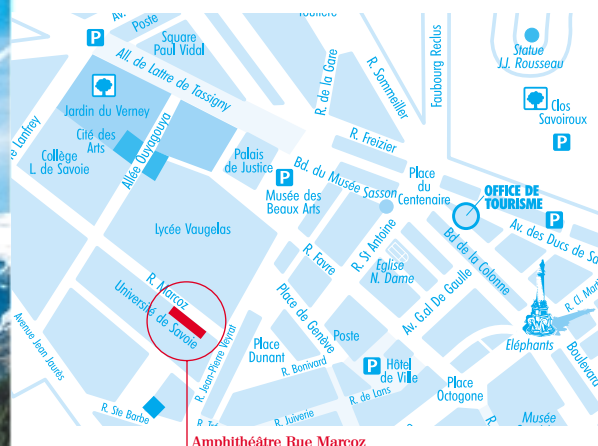 Av.
Poste
P
Square
Paul Vidal
All. de Lattre de Tassigny
R. de la Gare
R. Sommeiller
Faubourg Reclus
Statue
J.J. Rousseau
Jardin du Verney
Clos
Savoiroux
P
Cité des
Arts
Lanfrey
Collège
L. de Savoie
Allée Ouyagouya
Palais
de Justice
P
Musée des
Beaux Arts
R. Freizier
Bd. du Musée Sasson
Place
du
Centenaire
OFFICE DE
TOURISME
P
Av. des Ducs de
Lycée Vaugelas
R. Favre
R. St Antoine
Eglise
N. Dame
Bd de la Colonne
R. Marcoz
Université de Savoie
Place de Genève
Av. G.al De Gaulle
Eléphants
Boulevard
Avenue Jean Jaurès
R. Jean-Pierre Veyrat
Place
Dunant
Poste
R. Bonivard
P
Hôtel
de Ville
R. de Lans
Place
Octogone
R. Ste Barbe
R. Juiverie
Musée
Amphithéâtre Rue Marcoz